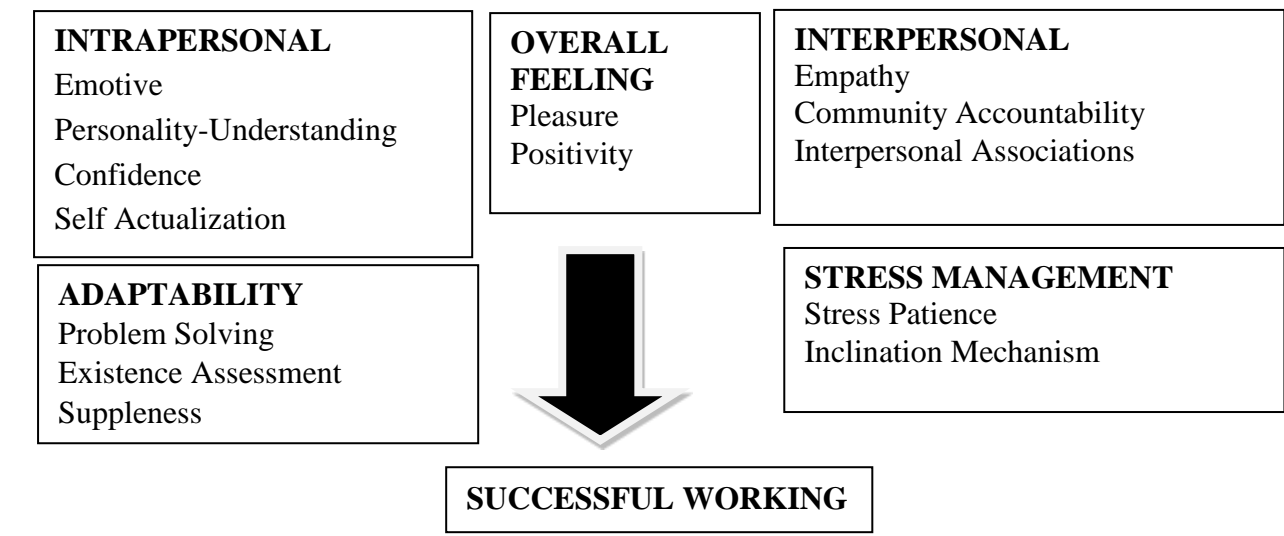 INTRAPERSONAL
Emotive
Personality-Understanding
Confidence
Self Actualization
OVERALL
FEELING
Pleasure
Positivity
INTERPERSONAL
Empathy
Community Accountability
Interpersonal Associations
ADAPTABILITY
Problem Solving
Existence Assessment
Suppleness
STRESS MANAGEMENT
Stress Patience
Inclination Mechanism
SUCCESSFUL WORKING